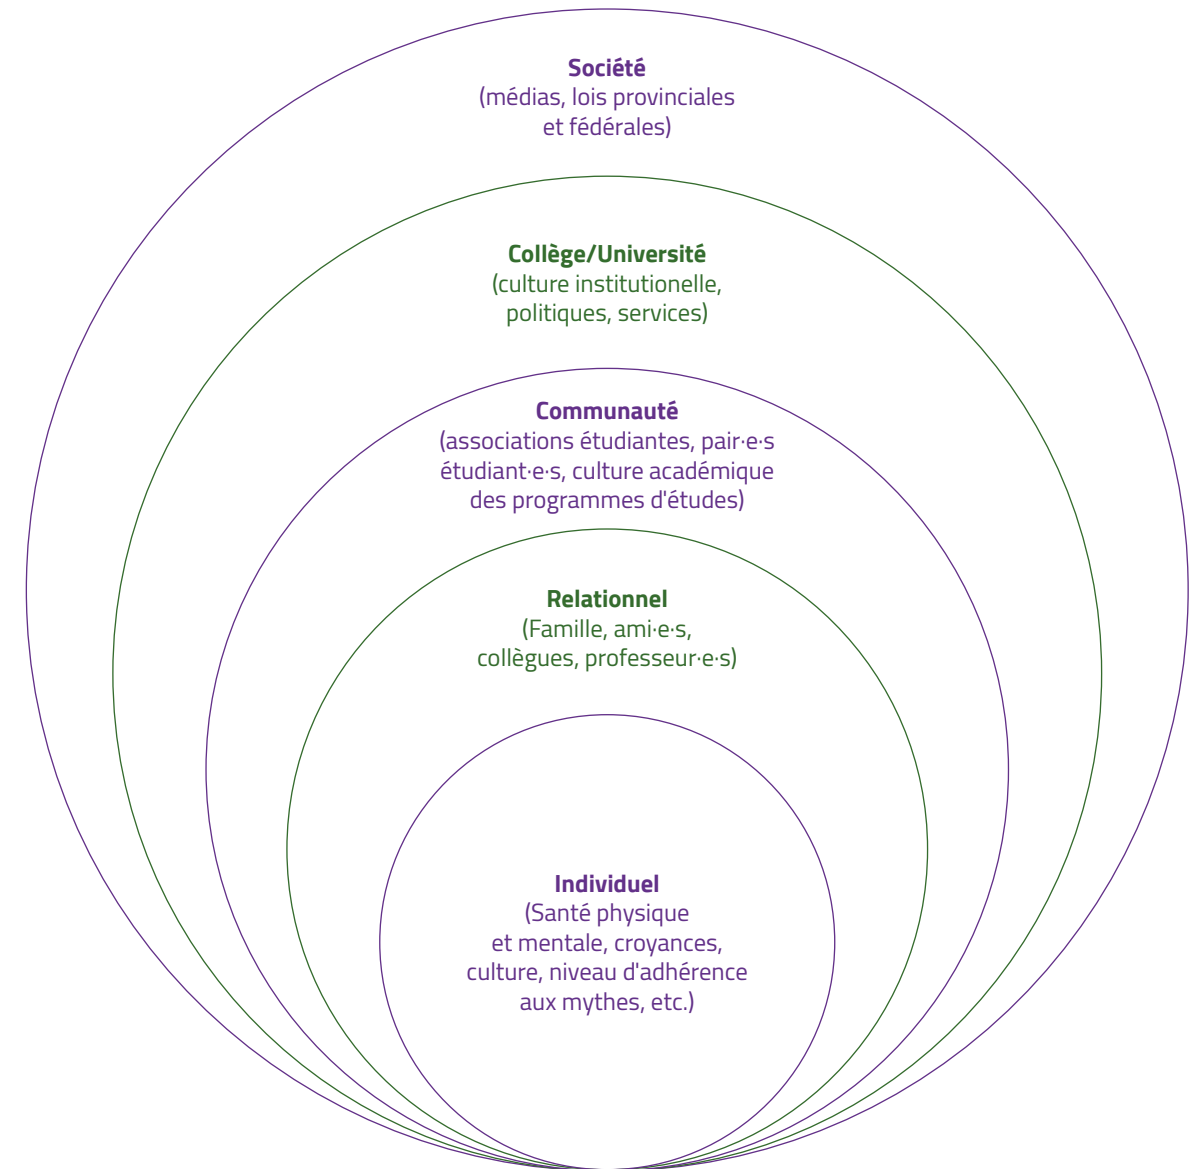 Société
(médias, lois provinciales
et fédérales)
Collège/Université
(culture institutionelle,
politiques, services)
Communauté
(associations étudiantes, pair·e·s
étudiant·e·s, culture académique
des programmes d'études)
Relationnel
(Famille, ami·e·s,
collègues, professeur·e·s)
Individuel
(Santé physique
et mentale, croyances,
culture, niveau d'adhérence
aux mythes, etc.)